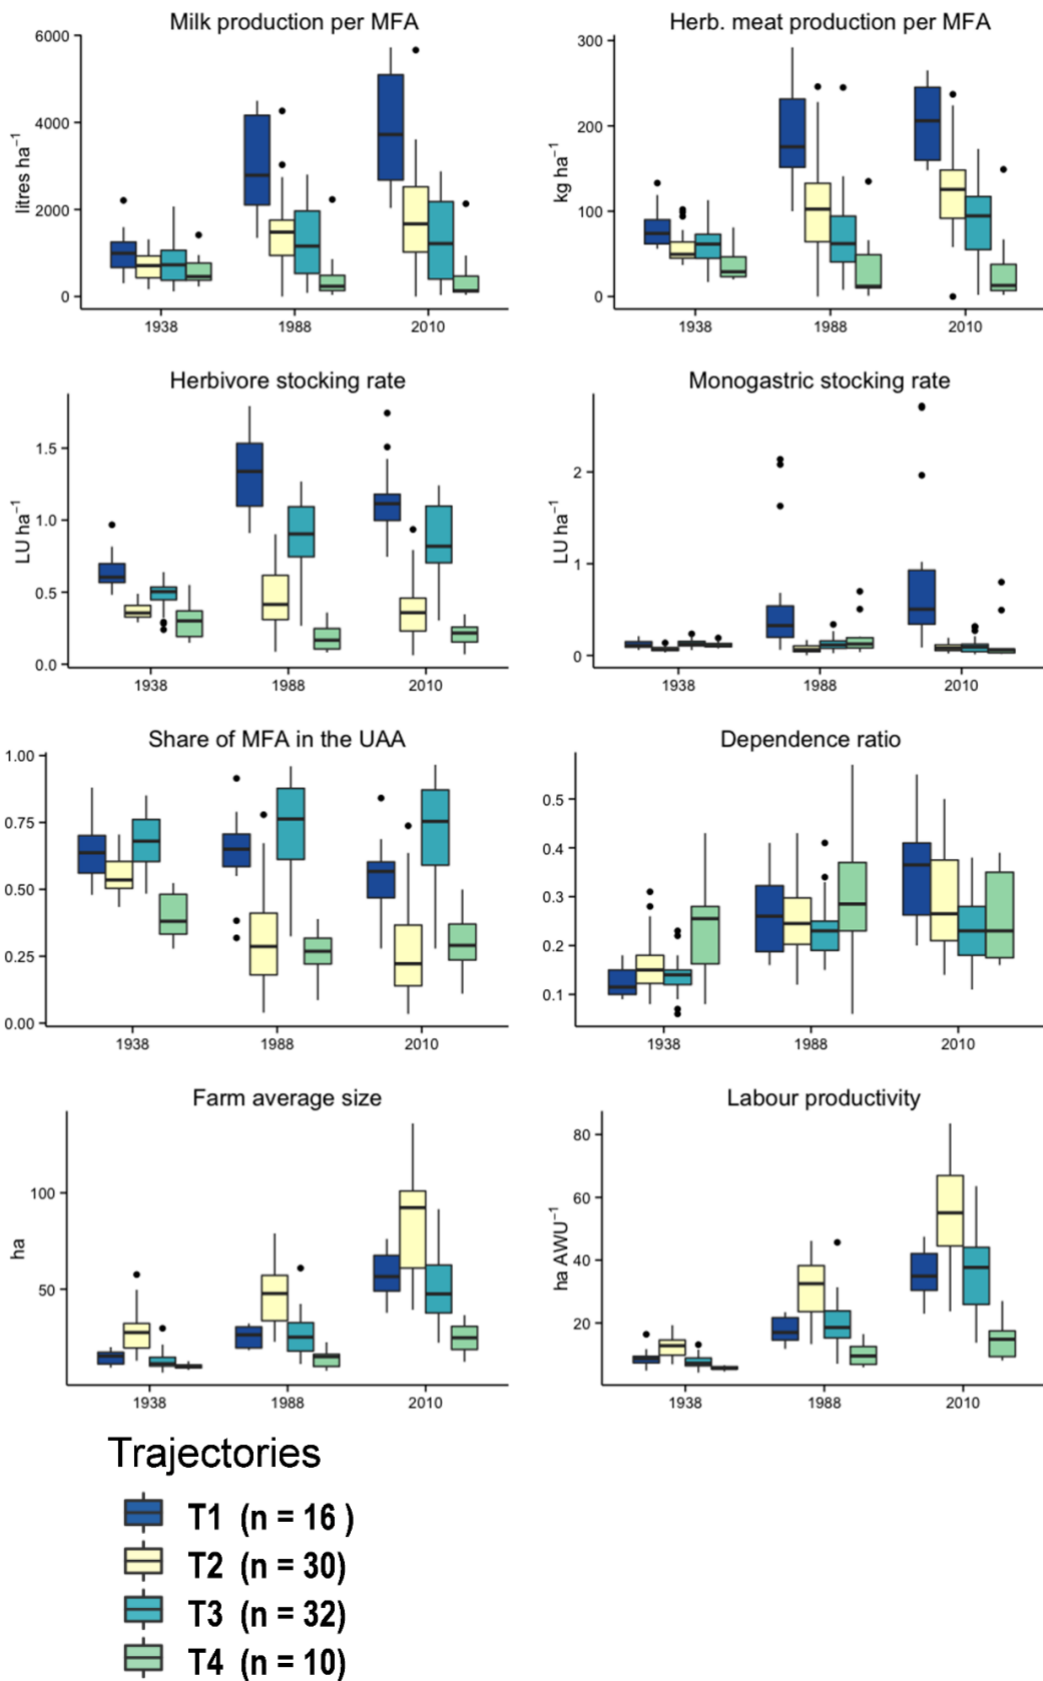 Milk production per MFA
litres ha⁻¹
6000
4000
2000
0
1938 1988 2010
Herb. meat production per MFA
kg ha⁻¹
300
200
100
0
1938 1988 2010
Herbivore stocking rate
LU ha⁻¹
1.5
1.0
0.5
0.0
1938 1988 2010
Monogastric stocking rate
LU ha⁻¹
2
1
0
1938 1988 2010
Share of MFA in the UAA
1.00
0.75
0.50
0.25
0.00
1938 1988 2010
Dependence ratio
0.5
0.4
0.3
0.2
0.1
1938 1988 2010
Farm average size
ha
100
50
1938 1988 2010
Labour productivity
ha AWU⁻¹
80
60
40
20
1938 1988 2010
Trajectories
T1 (n = 16 )
T2 (n = 30)
T3 (n = 32)
T4 (n = 10)